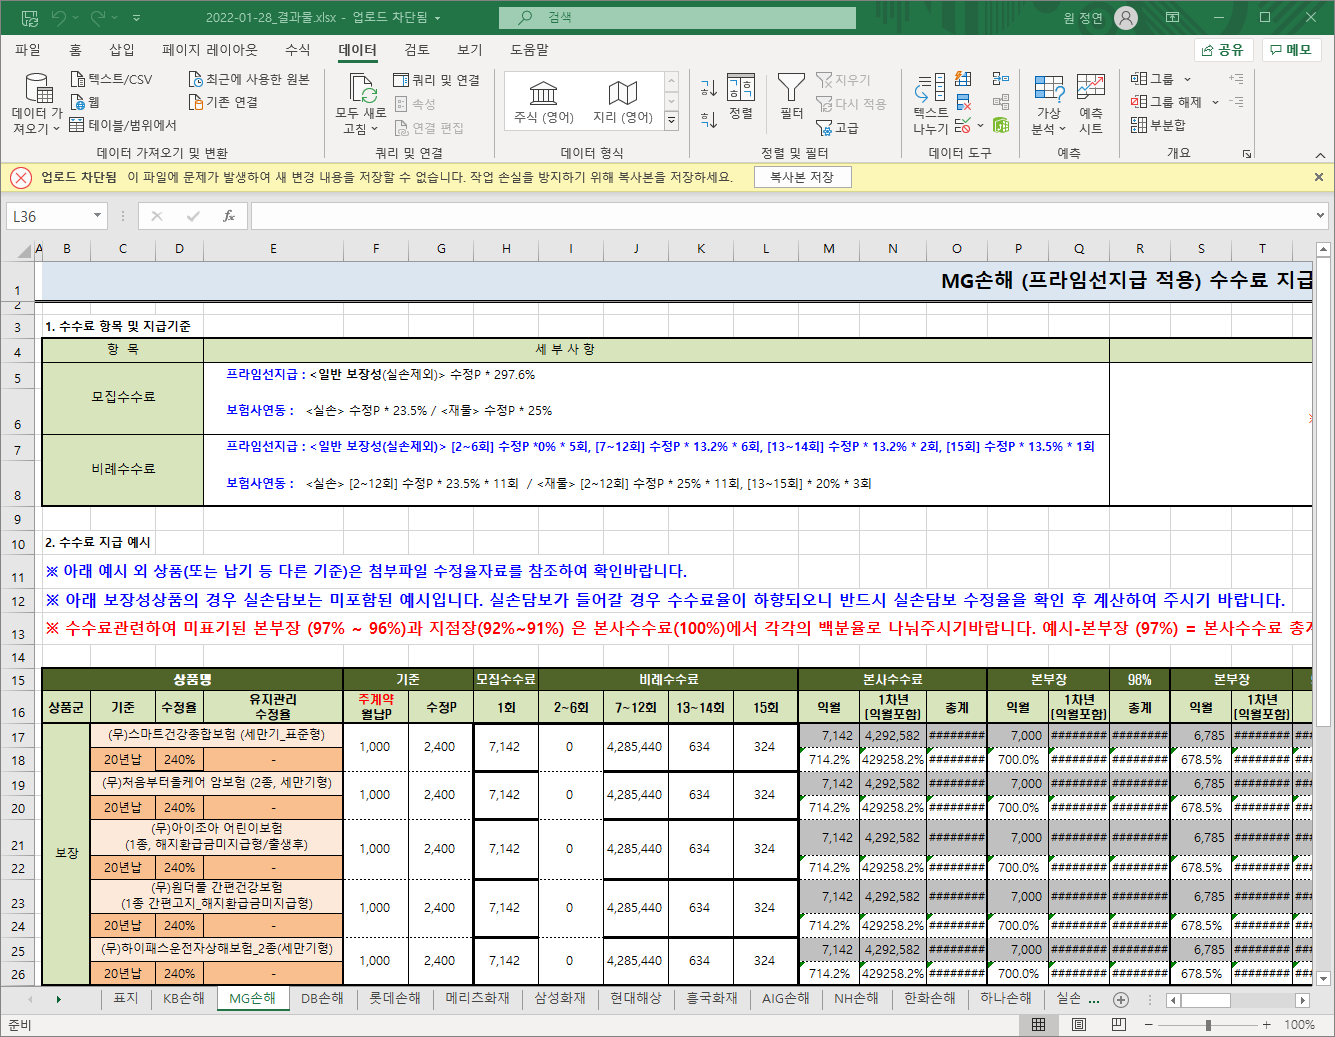 2022-01-28_결과물.xlsx - 업로드 차단됨
검색
원 정연
파일 홈 삽입 페이지 레이아웃 수식 데이터 검토 보기 도움말
공유 메모
데이터 가져오기
텍스트/CSV
웹
테이블/범위에서
최근에 사용한 원본
기존 연결
데이터 가져오기 및 변환
모두 새로 고침
쿼리 및 연결
속성
연결 편집
쿼리 및 연결
주식 (영어)
지리 (영어)
데이터 형식
정렬
필터
지우기
다시 적용
고급
정렬 및 필터
텍스트 나누기
데이터 도구
가상 분석
예측 시트
예측
그룹
그룹 해제
부분합
개요
업로드 차단됨 이 파일에 문제가 발생하여 새 변경 내용을 저장할 수 없습니다. 작업 손실을 방지하기 위해 복사본을 저장하세요. 복사본 저장
L36 fx
A B C D E F G H I J K L M N O P Q R S T
1 MG손해 (프라임선지급 적용) 수수료 지급
2
3 1. 수수료 항목 및 지급기준
4 항 목 세 부 사 항
5 프라임선지급 : <일반 보장성(실손제외)> 수정P * 297.6%
모집수수료
6 보험사연동 : <실손> 수정P * 23.5% / <재물> 수정P * 25%
7 프라임선지급 : <일반 보장성(실손제외)> [2~6회] 수정P *0% * 5회, [7~12회] 수정P * 13.2% * 6회, [13~14회] 수정P * 13.2% * 2회, [15회] 수정P * 13.5% * 1회
비례수수료
8 보험사연동 : <실손> [2~12회] 수정P * 23.5% * 11회 / <재물> [2~12회] 수정P * 25% * 11회, [13~15회] * 20% * 3회
9
10 2. 수수료 지급 예시
11 ※ 아래 예시 외 상품(또는 납기 등 다른 기준)은 첨부파일 수정율자료를 참조하여 확인바랍니다.
12 ※ 아래 보장성상품의 경우 실손담보는 미포함된 예시입니다. 실손담보가 들어갈 경우 수수료율이 하향되오니 반드시 실손담보 수정율을 확인 후 계산하여 주시기 바랍니다.
13 ※ 수수료관련하여 미표기된 본부장 (97% ~ 96%)과 지점장(92%~91%) 은 본사수수료(100%)에서 각각의 백분율로 나눠주시기바랍니다. 예시-본부장 (97%) = 본사수수료 총
14
15 상품명 기준 모집수수료 비례수수료 본사수수료 본부장 98% 본부장
16 상품군 기준 수정율 유지관리 수정율 주계약 월납P 수정P 1회 2~6회 7~12회 13~14회 15회 익월 1차년 (익월포함) 총계 익월 1차년 (익월포함) 총계 익월 1차년 (익월포함)
17 (무)스마트건강종합보험 (세만기_표준형) 1,000 2,400 7,142 0 4,285,440 634 324 7,142 4,292,582 ######## 7,000 ######## ######## 6,785 ######## ###
18 20년납 240% - 714.2% 429258.2% ######## 700.0% ######## ######## 678.5% ######## ###
19 (무)처음부터올케어 암보험 (2종, 세만기형) 1,000 2,400 7,142 0 4,285,440 634 324 7,142 4,292,582 ######## 7,000 ######## ######## 6,785 ######## ###
20 20년납 240% - 714.2% 429258.2% ######## 700.0% ######## ######## 678.5% ######## ###
보장
21 (무)아이조아 어린이보험 (1종, 해지환급금미지급형/출생후) 1,000 2,400 7,142 0 4,285,440 634 324 7,142 4,292,582 ######## 7,000 ######## ######## 6,785 ######## ###
22 20년납 240% - 714.2% 429258.2% ######## 700.0% ######## ######## 678.5% ######## ###
23 (무)원더풀 간편건강보험 (1종 간편고지_해지환급금미지급형) 1,000 2,400 7,142 0 4,285,440 634 324 7,142 4,292,582 ######## 7,000 ######## ######## 6,785 ######## ###
24 20년납 240% - 714.2% 429258.2% ######## 700.0% ######## ######## 678.5% ######## ###
25 (무)하이패스운전자상해보험_2종(세만기형) 1,000 2,400 7,142 0 4,285,440 634 324 7,142 4,292,582 ######## 7,000 ######## ######## 6,785 ######## ###
26 20년납 240% - 714.2% 429258.2% ######## 700.0% ######## ######## 678.5% ######## ###
표지 KB손해 MG손해 DB손해 롯데손해 메리츠화재 삼성화재 현대해상 흥국화재 AIG손해 NH손해 한화손해 하나손해 실손 ...
준비 100%